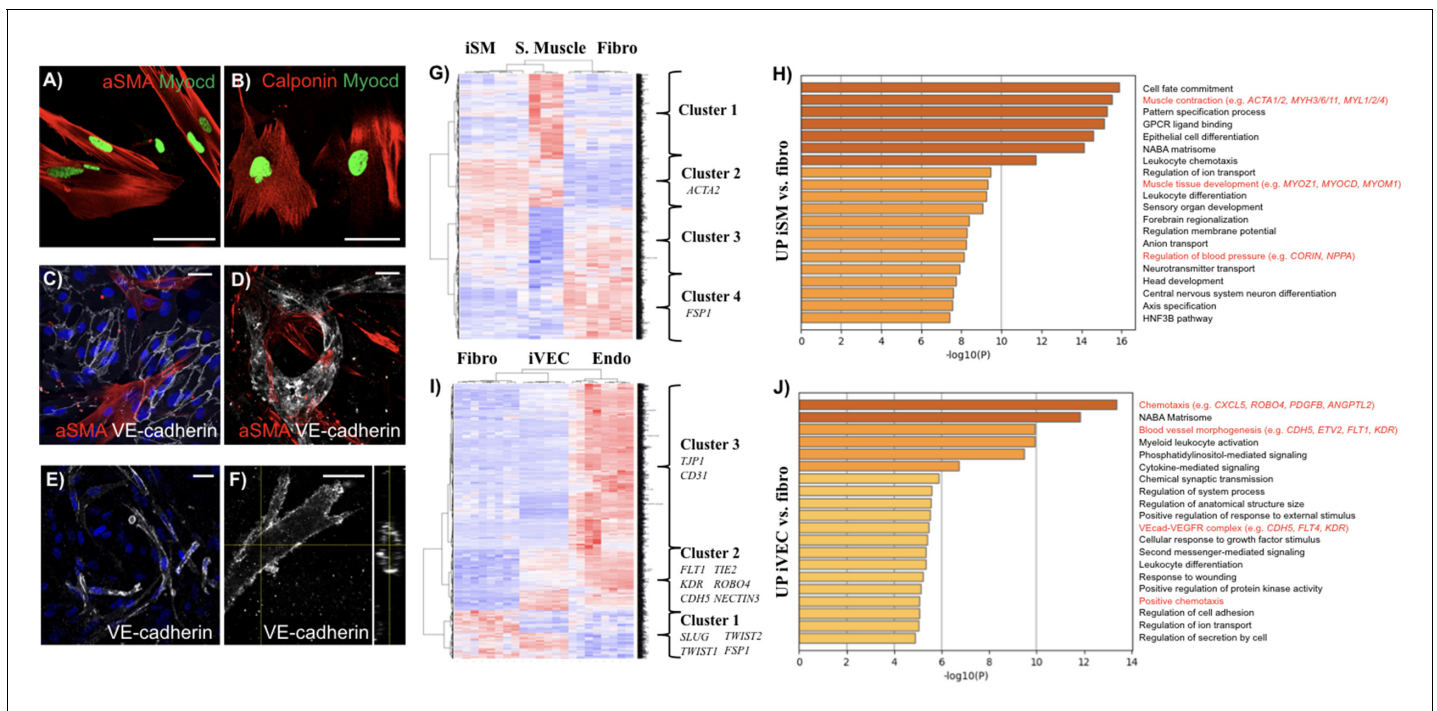 A) aSMA Myocd
B) Calponin Myocd
C)
D)
aSMA VE-cadherin
aSMA VE-cadherin
E)
F)
VE-cadherin
VE-cadherin
iSM S. Muscle Fibro
G)
Cluster 1
Cluster 2
ACTA2
Cluster 3
Cluster 4
FSP1
Fibro iVEC Endo
I)
Cluster 3
TJP1
CD31
Cluster 2
FLT1 TIE2
KDR ROBO4
CDH5 NECTIN3
Cluster 1
SLUG TWIST2
TWIST1 FSP1
H)
UP iSM vs. fibro
Cell fate commitment
Muscle contraction (e.g. ACTA1/2, MYH3/6/11, MYL1/2/4)
Pattern specification process
GPCR ligand binding
Epithelial cell differentiation
NABA matrisome
Leukocyte chemotaxis
Regulation of ion transport
Muscle tissue development (e.g. MYOZ1, MYOCD, MYOM1)
Leukocyte differentiation
Sensory organ development
Forebrain regionalization
Regulation membrane potential
Anion transport
Regulation of blood pressure (e.g. CORIN, NPPA)
Neurotransmitter transport
Head development
Central nervous system neuron differentiation
Axis specification
HNF3B pathway
0 2 4 6 8 10 12 14 16
-log10(P)
J)
UP iVEC vs. fibro
Chemotaxis (e.g. CXCL5, ROBO4, PDGFB, ANGPTL2)
NABA Matrisome
Blood vessel morphogenesis (e.g. CDH5, ETV2, FLT1, KDR)
Myeloid leukocyte activation
Phosphatidylinositol-mediated signaling
Cytokine-mediated signaling
Chemical synaptic transmission
Regulation of system process
Regulation of anatomical structure size
Positive regulation of response to external stimulus
VEcad-VEGFR complex (e.g. CDH5, FLT4, KDR)
Cellular response to growth factor stimulus
Second messenger-mediated signaling
Leukocyte differentiation
Response to wounding
Positive regulation of protein kinase activity
Positive chemotaxis
Regulation of cell adhesion
Regulation of ion transport
Regulation of secretion by cell
0 2 4 6 8 10 12 14
-log10(P)